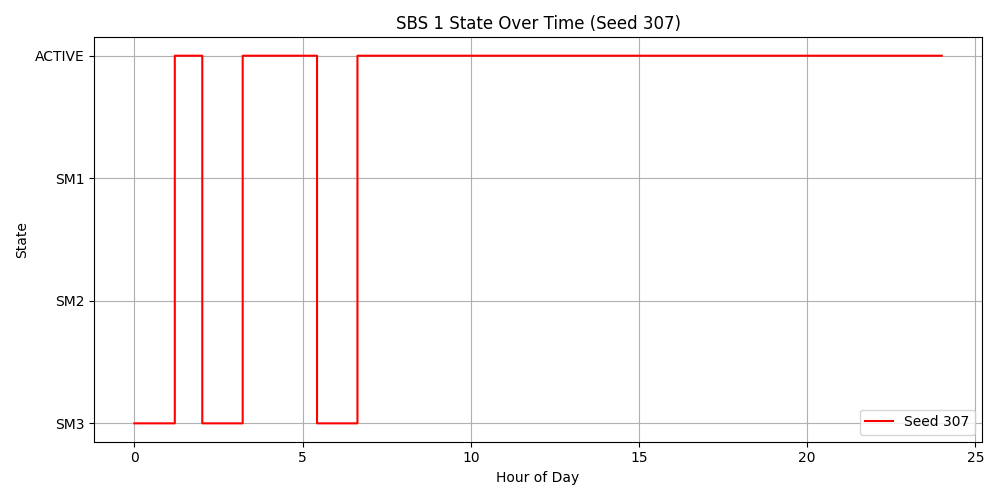 SBS 1 State Over Time (Seed 307)
ACTIVE
SM1
SM2
SM3
State
0 5 10 15 20 25
Hour of Day
Seed 307